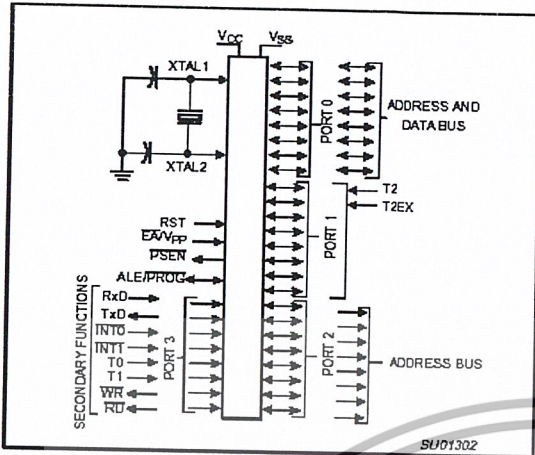 VCC VSS
XTAL1
XTAL2
PORT 0
ADDRESS AND
DATA BUS
PORT 1
T2
T2EX
RST
EA/VPP
PSEN
ALE/PROG
SECONDARY FUNCTIONS
RxD
TxD
INT0
INT1
T0
T1
WR
RD
PORT 3
PORT 2
ADDRESS BUS
SU01302